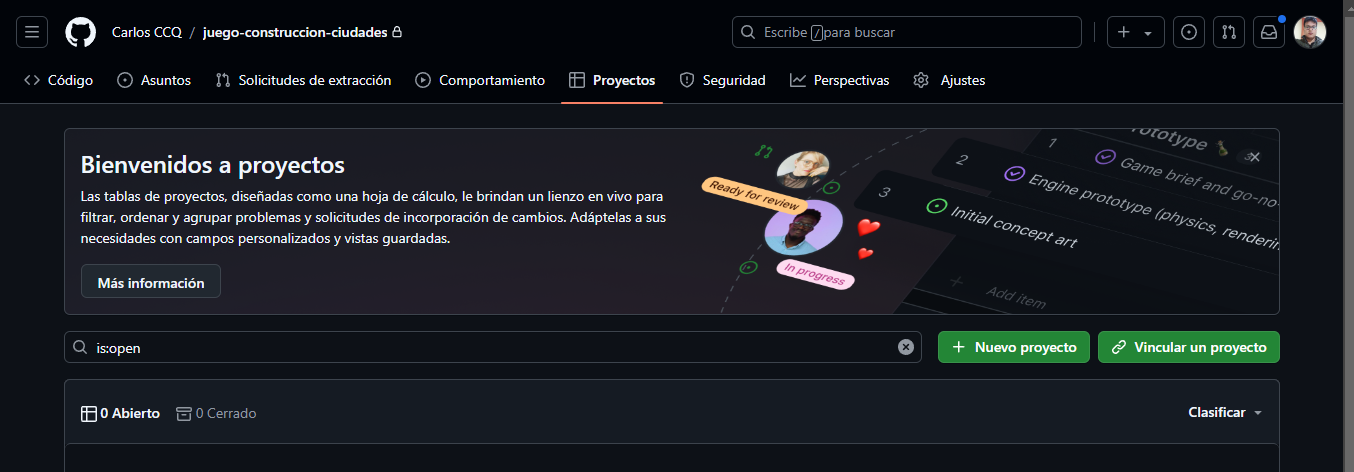 Carlos CCQ / juego-construccion-ciudades
Escribe / para buscar
Código Asuntos Solicitudes de extracción Comportamiento Proyectos Seguridad Perspectivas Ajustes
Bienvenidos a proyectos
Las tablas de proyectos, diseñadas como una hoja de cálculo, le brindan un lienzo en vivo para
filtrar, ordenar y agrupar problemas y solicitudes de incorporación de cambios. Adáptelas a sus
necesidades con campos personalizados y vistas guardadas.
Más información
Ready for review
In progress
1 Game brief and go-no
2 Engine prototype (physics, renderin
3 Initial concept art
+ Add item
is:open
Nuevo proyecto
Vincular un proyecto
0 Abierto 0 Cerrado
Clasificar